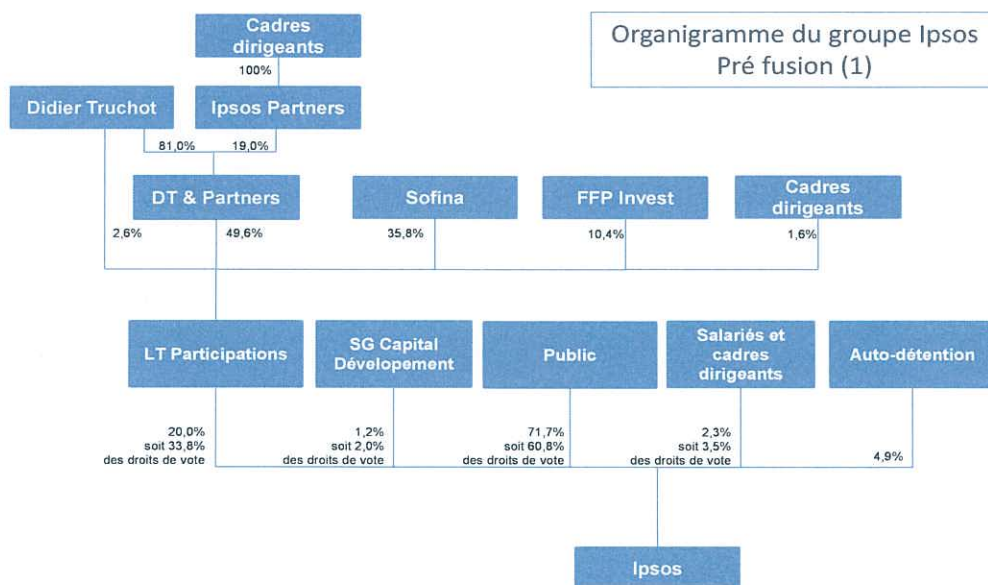 Organigramme du groupe Ipsos
Pré fusion (1)
Cadres
dirigeants
100%
Didier Truchot
Ipsos Partners
81,0%
19,0%
DT & Partners
Sofina
FFP Invest
Cadres
dirigeants
2,6%
49,6%
35,8%
10,4%
1,6%
LT Participations
SG Capital
Dévelopement
Public
Salariés et
cadres
dirigeants
Auto-détention
20,0%
soit 33,8%
des droits de vote
1,2%
soit 2,0%
des droits de vote
71,7%
soit 60,8%
des droits de vote
2,3%
soit 3,5%
des droits de vote
4,9%
Ipsos